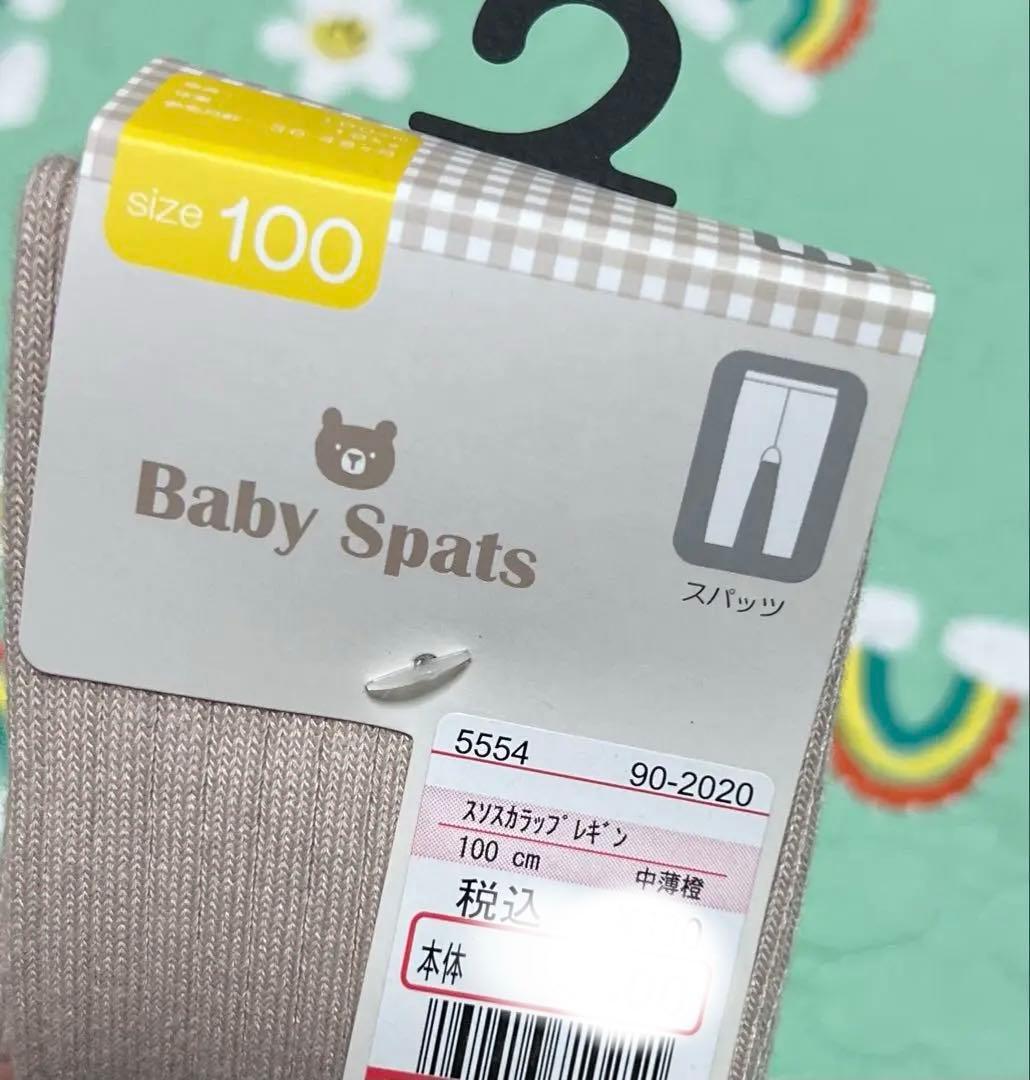 size 100
Baby Spats
スパッツ
5554 90-2020
スソスカラップレギン
100 cm
中薄橙
税込
本体